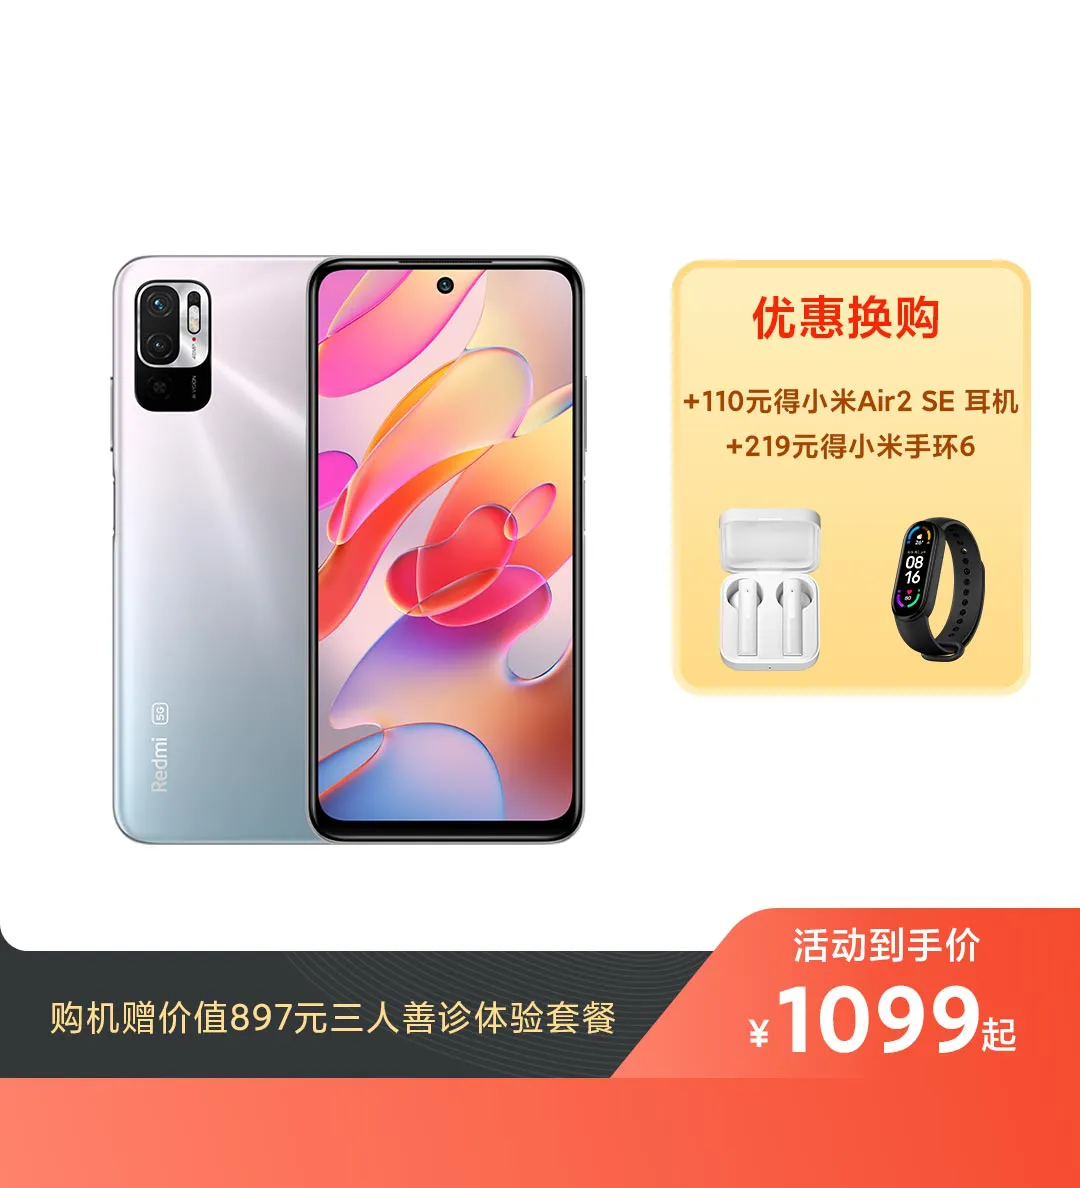 优惠换购
+110元得小米Air2 SE 耳机
+219元得小米手环6
08
16
Redmi 5G
活动到手价
¥1099起
购机赠价值897元三人善诊体验套餐